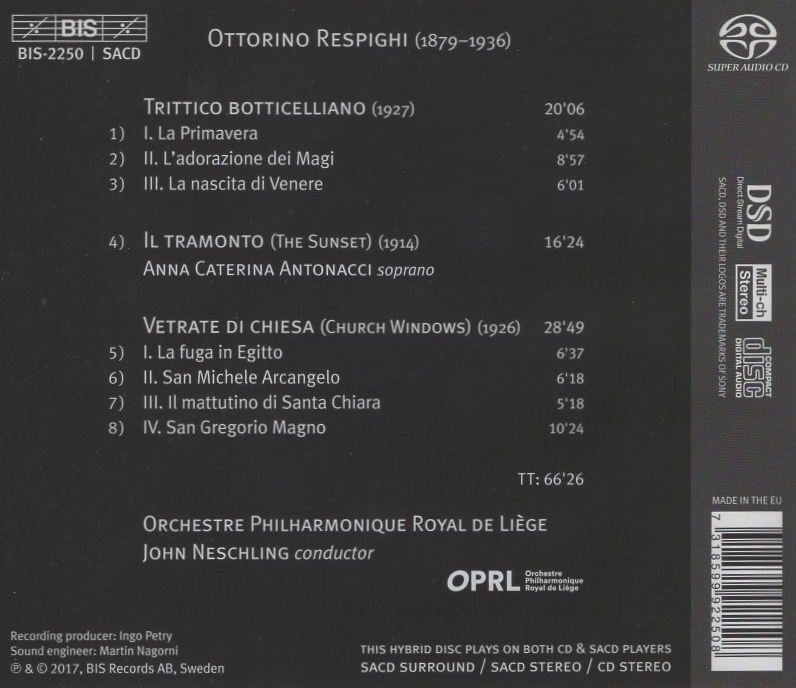 BIS
BIS-2250 | SACD
OTTORINO RESPIGHI (1879–1936)
TRITTICO BOTTICELLIANO (1927) 20'06
1) I. La Primavera 4'54
2) II. L'adorazione dei Magi 8'57
3) III. La nascita di Venere 6'01
4) IL TRAMONTO (THE SUNSET) (1914) 16'24
ANNA CATERINA ANTONACCI soprano
VETRATE DI CHIESA (CHURCH WINDOWS) (1926) 28'49
5) I. La fuga in Egitto 6'37
6) II. San Michele Arcangelo 6'18
7) III. Il mattutino di Santa Chiara 5'18
8) IV. San Gregorio Magno 10'24
TT: 66'26
ORCHESTRE PHILHARMONIQUE ROYAL DE LIÈGE
JOHN NESCHLING conductor
OPRL Orchestre
Philharmonique
Royal de Liège
Recording producer: Ingo Petry
Sound engineer: Martin Nagorni
℗ & © 2017, BIS Records AB, Sweden
THIS HYBRID DISC PLAYS ON BOTH CD & SACD PLAYERS
SACD SURROUND / SACD STEREO / CD STEREO
SUPER AUDIO CD
DSD
Direct Stream Digital
Multi-ch
Stereo
COMPACT
disc
DIGITAL AUDIO
SACD, DSD AND THEIR LOGOS ARE TRADEMARKS OF SONY
MADE IN THE EU
7 318599 922508